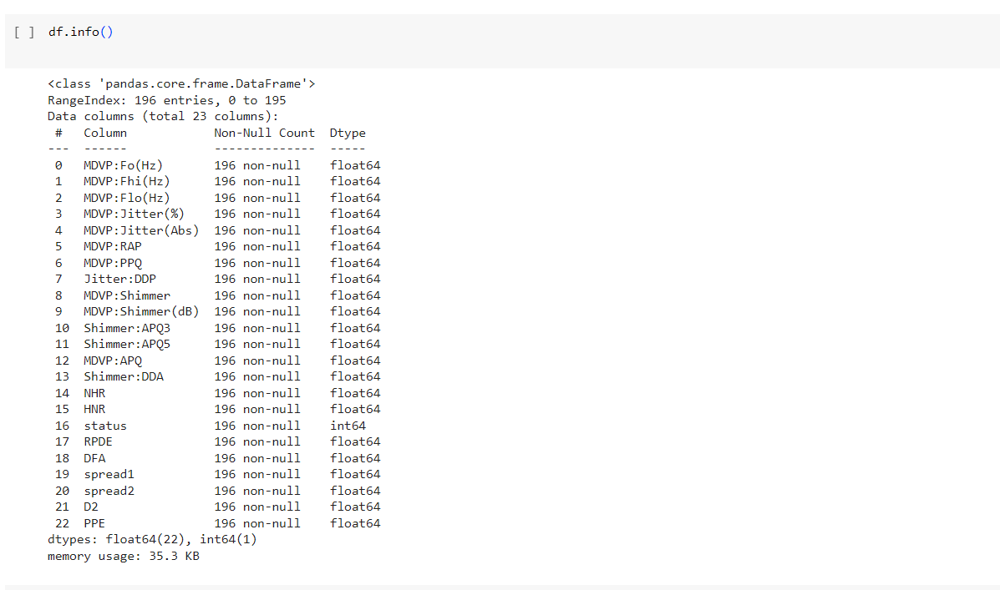 [ ] df.info()
<class 'pandas.core.frame.DataFrame'>
RangeIndex: 196 entries, 0 to 195
Data columns (total 23 columns):
 #   Column            Non-Null Count  Dtype
---  ------            --------------  -----
 0   MDVP:Fo(Hz)       196 non-null    float64
 1   MDVP:Fhi(Hz)      196 non-null    float64
 2   MDVP:Flo(Hz)      196 non-null    float64
 3   MDVP:Jitter(%)    196 non-null    float64
 4   MDVP:Jitter(Abs)  196 non-null    float64
 5   MDVP:RAP          196 non-null    float64
 6   MDVP:PPQ          196 non-null    float64
 7   Jitter:DDP        196 non-null    float64
 8   MDVP:Shimmer      196 non-null    float64
 9   MDVP:Shimmer(dB)  196 non-null    float64
 10  Shimmer:APQ3      196 non-null    float64
 11  Shimmer:APQ5      196 non-null    float64
 12  MDVP:APQ          196 non-null    float64
 13  Shimmer:DDA       196 non-null    float64
 14  NHR               196 non-null    float64
 15  HNR               196 non-null    float64
 16  status            196 non-null    int64
 17  RPDE              196 non-null    float64
 18  DFA               196 non-null    float64
 19  spread1           196 non-null    float64
 20  spread2           196 non-null    float64
 21  D2                196 non-null    float64
 22  PPE               196 non-null    float64
dtypes: float64(22), int64(1)
memory usage: 35.3 KB